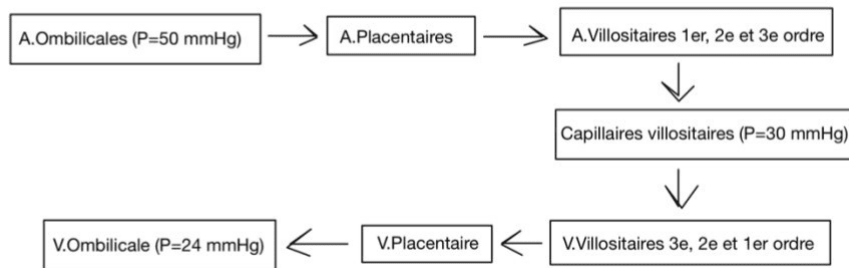 A.Ombilicales (P=50 mmHg)
A.Placentaires
A.Villositaires 1er, 2e et 3e ordre
Capillaires villositaires (P=30 mmHg)
V.Villositaires 3e, 2e et 1er ordre
V.Placentaire
V.Ombilicale (P=24 mmHg)